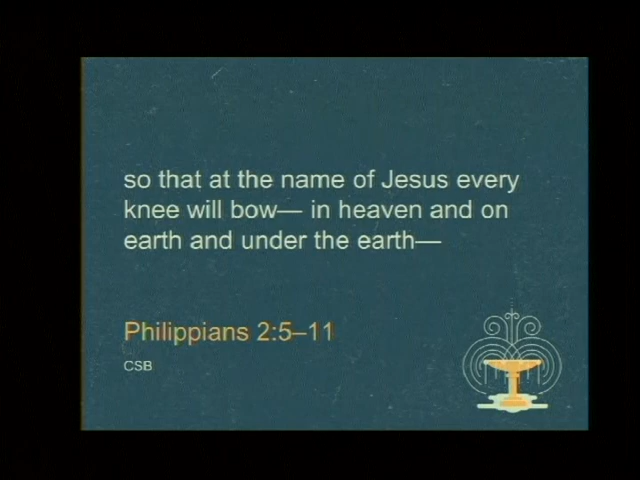 so that at the name of Jesus every
knee will bow— in heaven and on
earth and under the earth—
Philippians 2:5–11
CSB